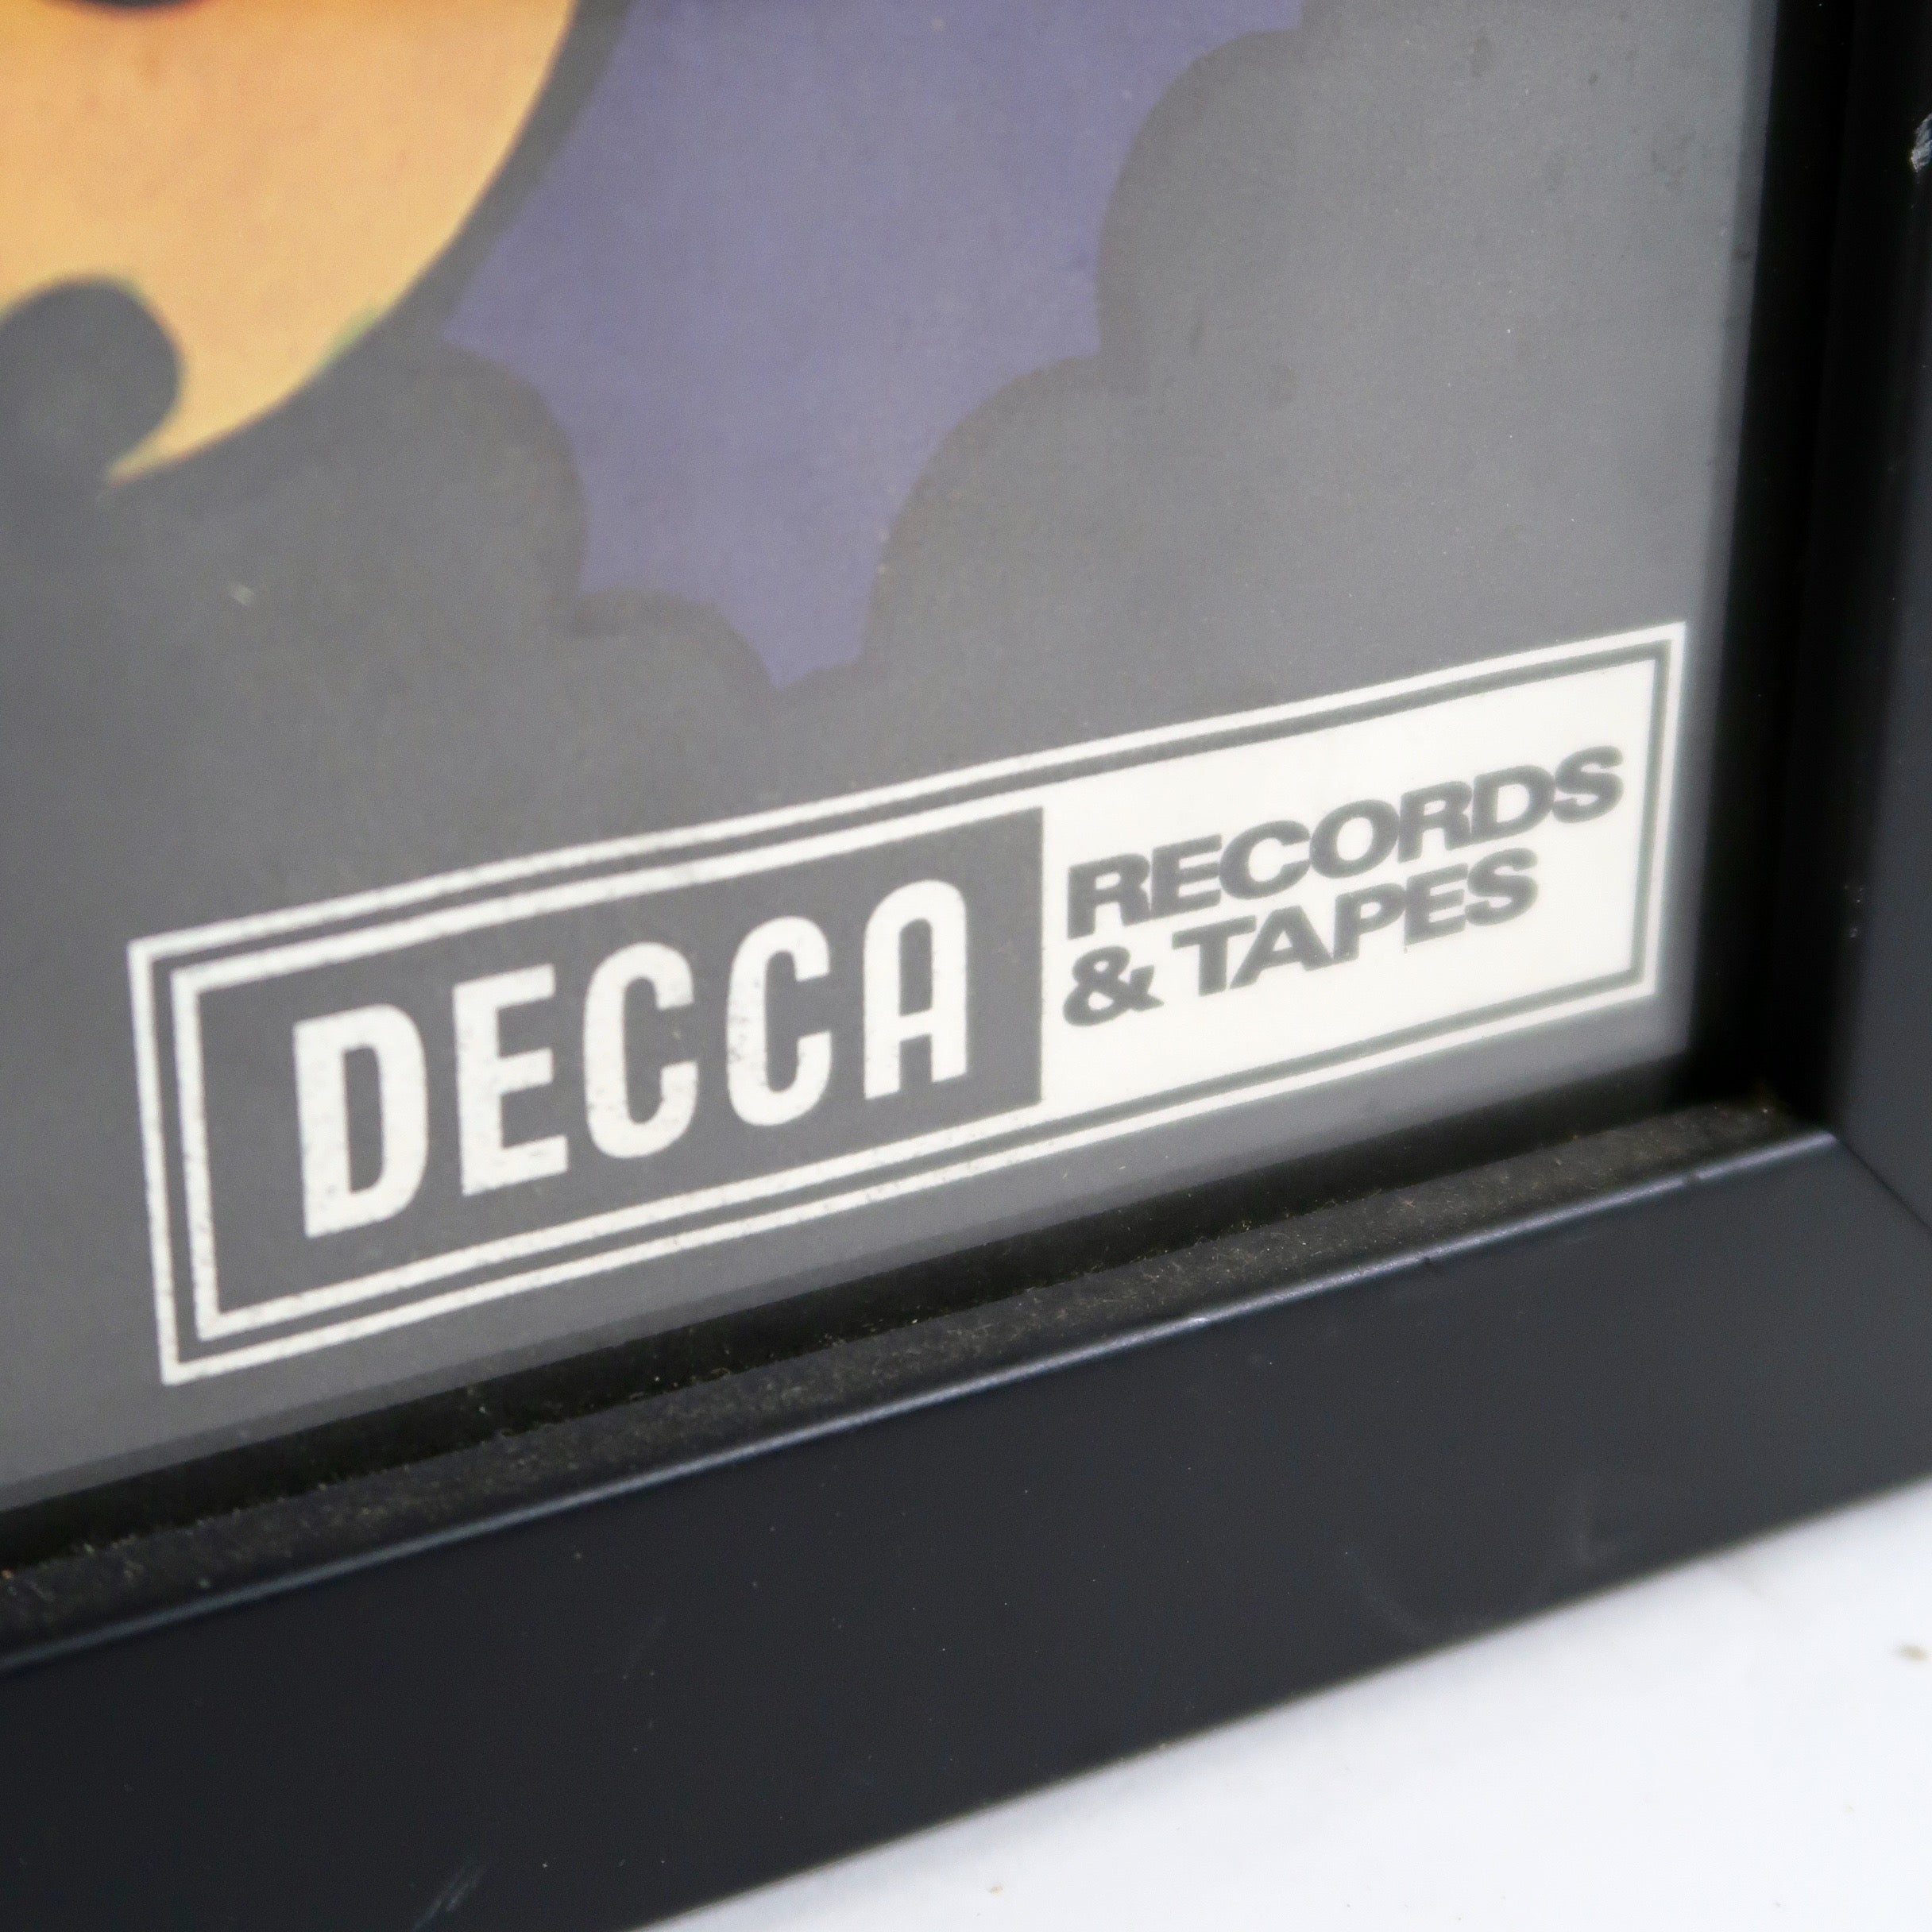 DECCA
RECORDS
& TAPES